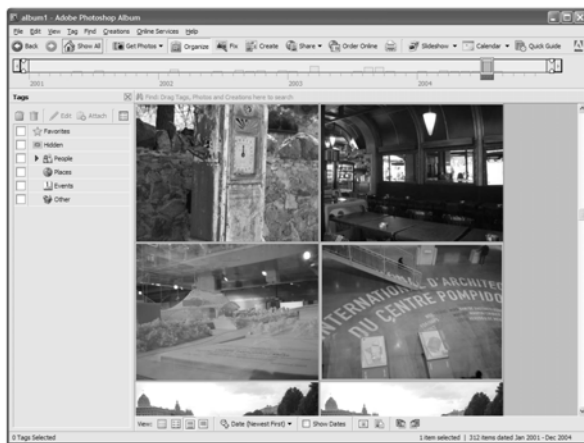 album1 - Adobe Photoshop Album
File Edit View Tag Find Creations Online Services Help
Back Show All Get Photos Organize Fix Create Share Order Online Slideshow Calendar Quick Guide
2001 2002 2003 2004
Tags
Find: Drag Tags, Photos and Creations here to search
Edit Attach
Favorites
Hidden
People
Places
Events
Other
INTERNATIONAL D'ARCHITEC
DU CENTRE POMPIDO
View: Date (Newest First) Show Dates
0 Tags Selected
1 item selected | 312 items dated Jan 2001 - Dec 2004